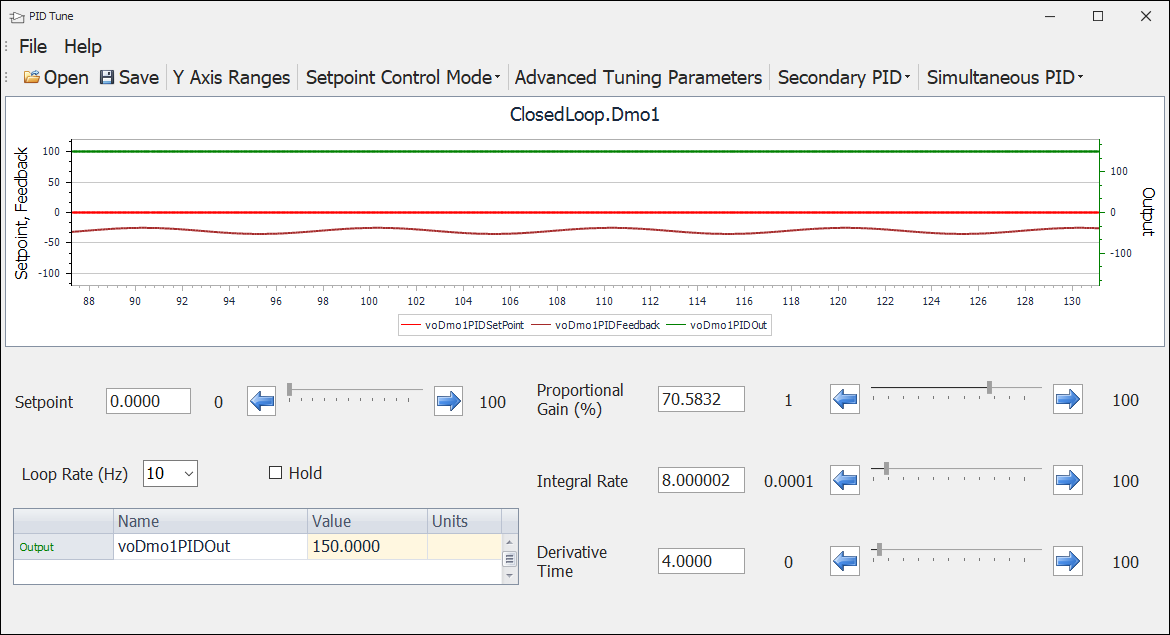 PID Tune
File Help
Open Save Y Axis Ranges Setpoint Control Mode Advanced Tuning Parameters Secondary PID Simultaneous PID
ClosedLoop.Dmo1
Setpoint, Feedback
100
50
0
-50
-100
100
0
-100
Output
88 90 92 94 96 98 100 102 104 106 108 110 112 114 116 118 120 122 124 126 128 130
voDmo1PIDSetPoint voDmo1PIDFeedback voDmo1PIDOut
Setpoint 0.0000 0 100
Proportional
Gain (%) 70.5832 1 100
Loop Rate (Hz) 10 Hold
Integral Rate 8.000002 0.0001 100
Name Value Units
Output voDmo1PIDOut 150.0000
Derivative
Time 4.0000 0 100